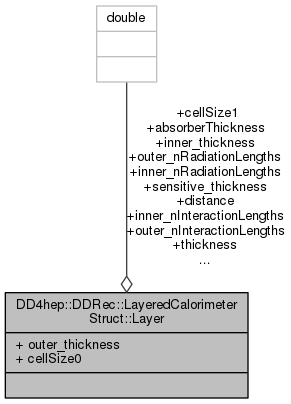 double
+cellSize1
+absorberThickness
+inner_thickness
+outer_nRadiationLengths
+inner_nRadiationLengths
+sensitive_thickness
+distance
+inner_nInteractionLengths
+outer_nInteractionLengths
+thickness
...
DD4hep::DDRec::LayeredCalorimeter
Struct::Layer
+ outer_thickness
+ cellSize0